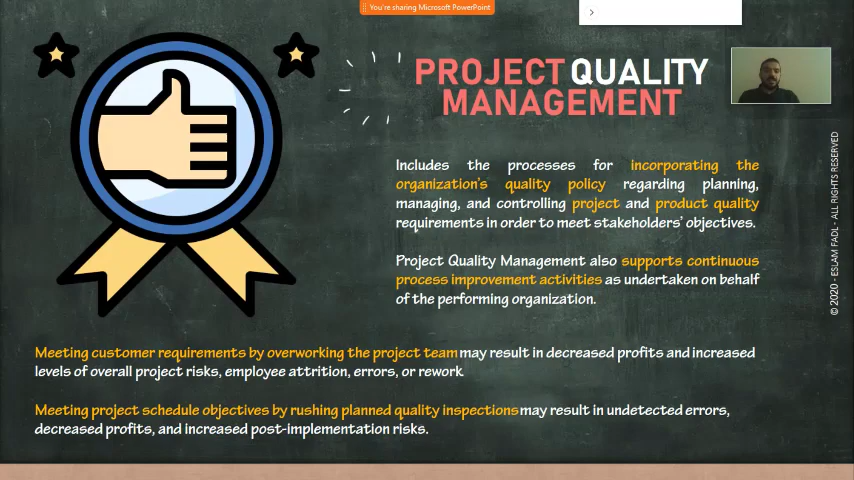 You're sharing Microsoft PowerPoint
PROJECT QUALITY
MANAGEMENT
Includes the processes for incorporating the
organization's quality policy regarding planning,
managing, and controlling project and product quality
requirements in order to meet stakeholders' objectives.
Project Quality Management also supports continuous
process improvement activities as undertaken on behalf
of the performing organization.
Meeting customer requirements by overworking the project team may result in decreased profits and increased
levels of overall project risks, employee attrition, errors, or rework
Meeting project schedule objectives by rushing planned quality inspections may result in undetected errors,
decreased profits, and increased post-implementation risks.
© 2020 - ESLAM FADL - ALL RIGHTS RESERVED